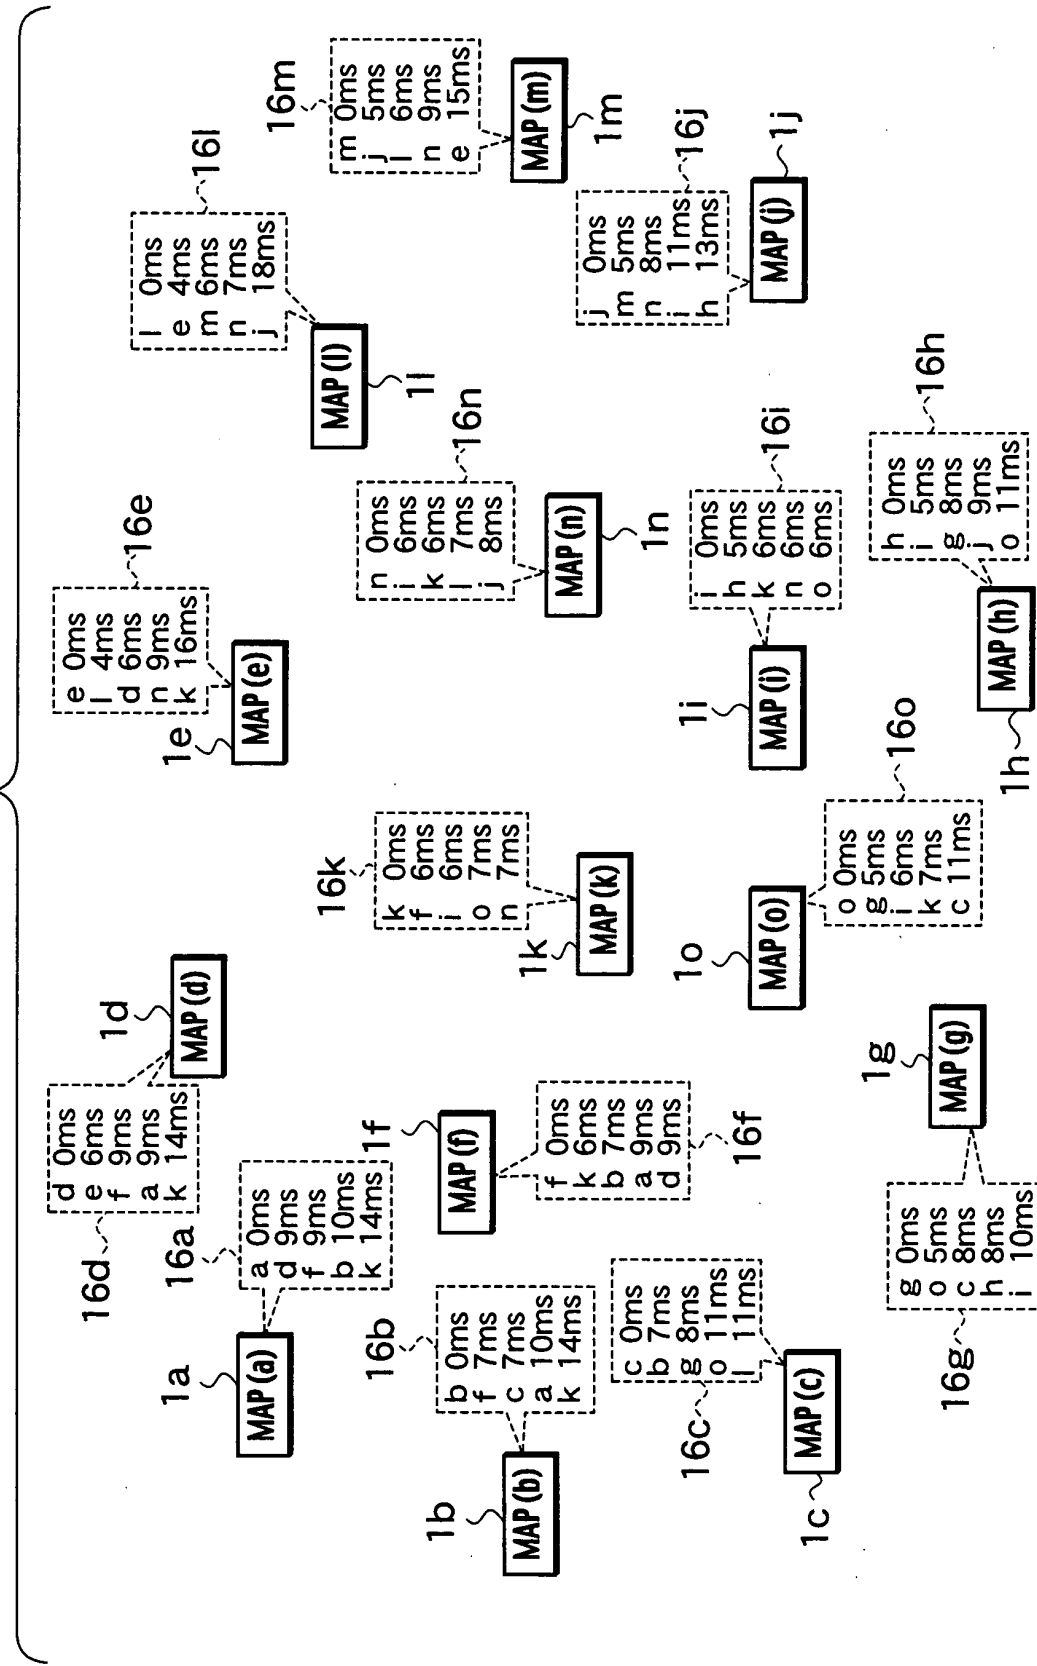 16d
d 0ms
e 6ms
f 9ms
a 9ms
k 14ms
1d
MAP (d)
16e
e 0ms
l 4ms
d 6ms
n 9ms
k 16ms
1e
MAP (e)
16l
l 0ms
e 4ms
m 6ms
n 7ms
j 18ms
MAP (l)
1l
16m
m 0ms
j 5ms
l 6ms
n 9ms
e 15ms
MAP (m)
1m
1a
MAP (a)
16a
a 0ms
d 9ms
f 9ms
b 10ms
k 14ms
1f
MAP (f)
f 0ms
k 6ms
b 7ms
a 9ms
d 9ms
16f
16k
k 0ms
f 6ms
i 6ms
o 7ms
n 7ms
1k
MAP (k)
16n
n 0ms
i 6ms
k 6ms
l 7ms
j 8ms
MAP (n)
1n
16j
j 0ms
m 5ms
n 8ms
i 11ms
h 13ms
MAP (j)
1j
1b
MAP (b)
16b
b 0ms
f 7ms
c 7ms
a 10ms
k 14ms
16c
c 0ms
b 7ms
g 8ms
o 11ms
l 11ms
MAP (c)
1c
1o
MAP (o)
o 0ms
g 5ms
i 6ms
k 7ms
c 11ms
16o
1i
MAP (i)
16i
i 0ms
h 5ms
k 6ms
n 6ms
o 6ms
16g
g 0ms
o 5ms
c 8ms
h 8ms
i 10ms
1g
MAP (g)
1h
MAP (h)
16h
h 0ms
i 5ms
g 8ms
j 9ms
o 11ms